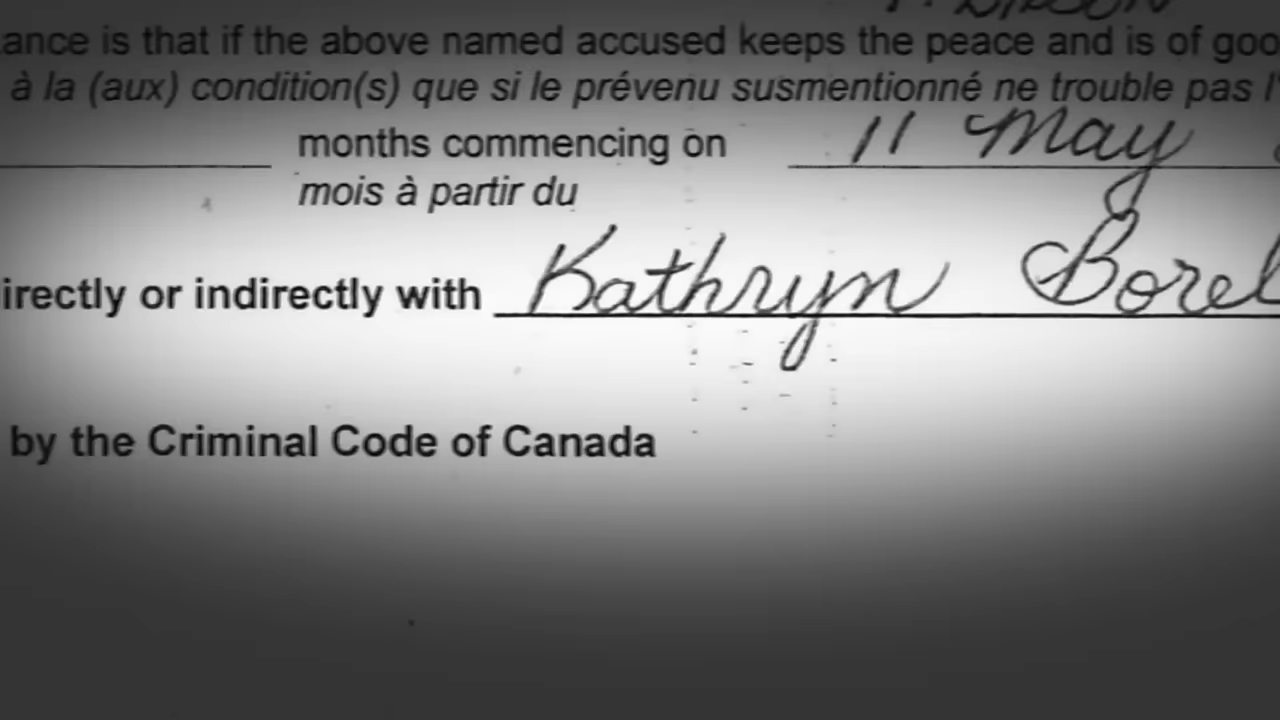 ance is that if the above named accused keeps the peace and is of goo
à la (aux) condition(s) que si le prévenu susmentionné ne trouble pas l'
months commencing on 11 May
mois à partir du
irectly or indirectly with Kathryn Borel
by the Criminal Code of Canada